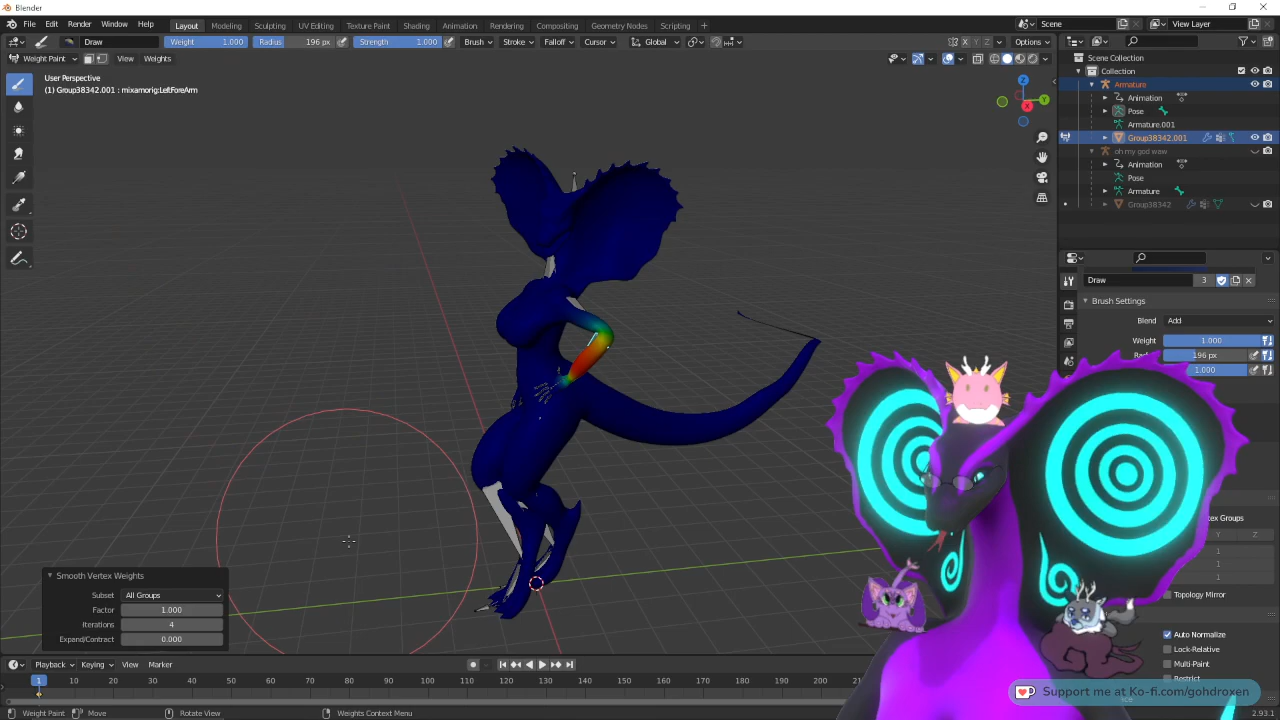 Blender
File Edit Render Window Help Layout Modeling Sculpting UV Editing Texture Paint Shading Animation Rendering Compositing Geometry Nodes Scripting + Scene View Layer
Draw Weight 1.000 Radius 196 px Strength 1.000 Brush Stroke Falloff Cursor Global X Y Z Options
Weight Paint View Weights
User Perspective
(1) Group38342.001 : mixamorig:LeftForeArm
Z
Y
X
Scene Collection
Collection
Armature
Animation
Pose
Armature.001
Group38342.001
oh my god waw
Animation
Pose
Armature
Group38342
Draw 3
Brush Settings
Blend Add
Weight 1.000
196 px
1.000
Vertex Groups
X Y Z
1
1
1
Topology Mirror
Auto Normalize
Lock-Relative
Multi-Paint
Restrict
Smooth Vertex Weights
Subset All Groups
Factor 1.000
Iterations 4
Expand/Contract 0.000
Playback Keying View Marker
1 10 20 30 40 50 60 70 80 90 100 110 120 130 140 150 160 170 180 190 200 210
Support me at Ko-fi.com/gohdroxen
Weight Paint Move Rotate View Weights Context Menu 2.93.1